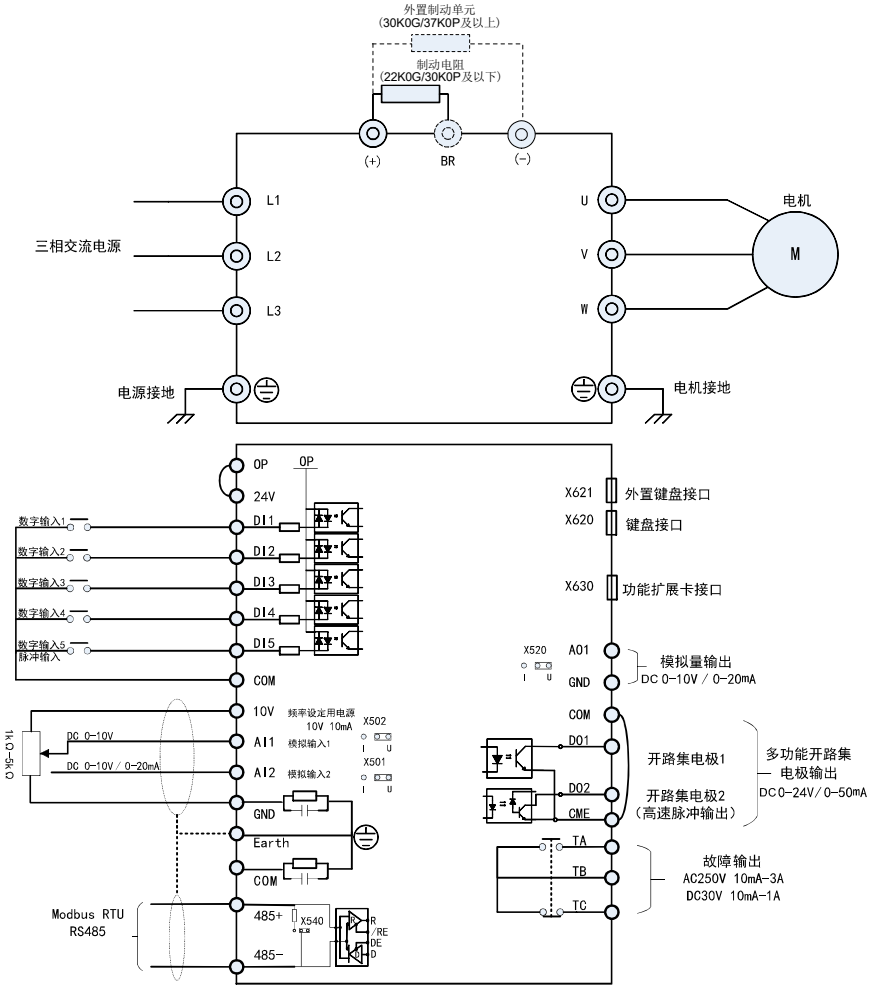 外置制动单元
(30K0G/37K0P及以上)
制动电阻
(22K0G/30K0P及以下)
(+)
BR
(-)
L1
U
电机
三相交流电源
L2
V
M
L3
W
电源接地
电机接地
OP
OP
24V
X621
外置键盘接口
数字输入1
DI1
X620
键盘接口
数字输入2
DI2
数字输入3
DI3
X630
功能扩展卡接口
数字输入4
DI4
数字输入5
脉冲输入
DI5
X520
I U
AO1
模拟量输出
DC 0-10V / 0-20mA
GND
COM
COM
10V
频率设定用电源
10V 10mA
X502
I U
1kΩ-5kΩ
DC 0-10V
AI1
模拟输入1
X501
I U
DC 0-10V / 0-20mA
AI2
模拟输入2
DO1
开路集电极1
多功能开路集
电极输出
DC0-24V/0-50mA
DO2
开路集电极2
(高速脉冲输出)
GND
CME
Earth
TA
故障输出
AC250V 10mA-3A
DC30V 10mA-1A
TB
COM
TC
Modbus RTU
RS485
485+
X540
R
R
/RE
DE
D
D
485-